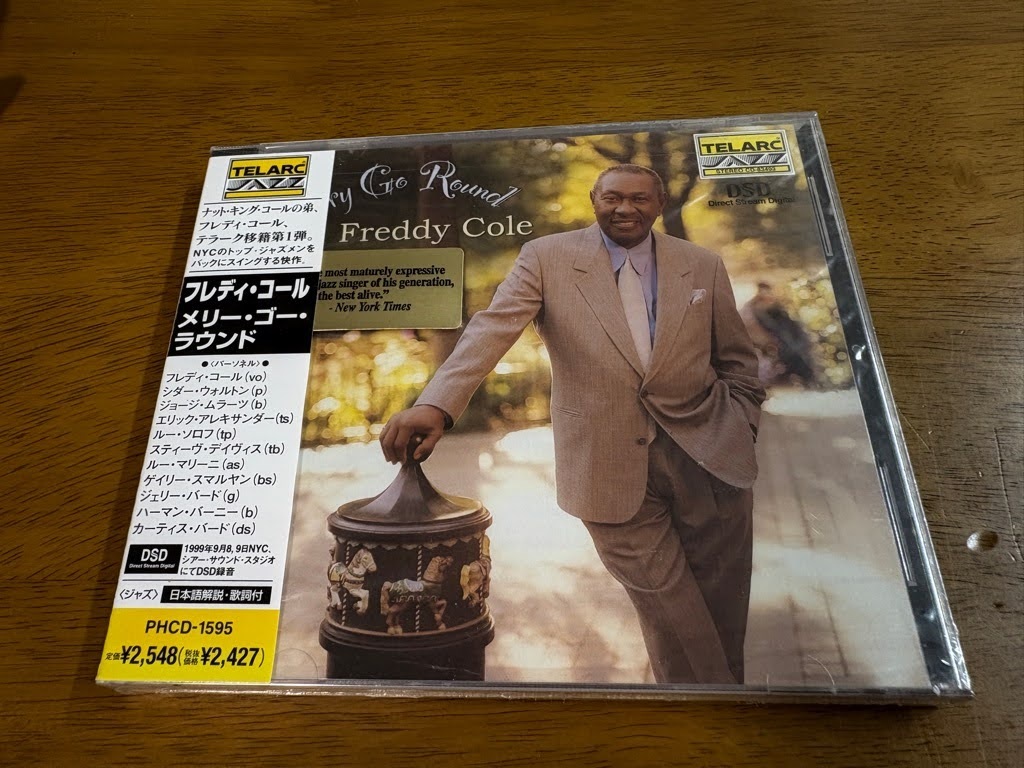 TELARC
JAZZ
ナット・キング・コールの弟、
フレディ・コール、
テラーク移籍第1弾。
NYCのトップ・ジャズメンを
バックにスイングする快作。
フレディ・コール
メリー・ゴー・
ラウンド
●〈パーソネル〉●
フレディ・コール(vo)
シダー・ウォルトン(p)
ジョージ・ムラーツ(b)
エリック・アレキサンダー(ts)
ルー・ソロフ(tp)
スティーヴ・デイヴィス(tb)
ルー・マリーニ(as)
ゲイリー・スマルヤン(bs)
ジェリー・バード(g)
ハーマン・バーニー(b)
カーティス・バード(ds)
DSD
Direct Stream Digital
1999年9月8, 9日NYC、
シアー・サウンド・スタジオ
にてDSD録音
〈ジャズ〉 日本語解説・歌詞付
PHCD-1595
定価¥2,548(税抜価格¥2,427)
ry Go Round
Freddy Cole
e most maturely expressive
jazz singer of his generation,
the best alive.”
- New York Times
TELARC
JAZZ
STEREO CD-83493
DSD
Direct Stream Digital